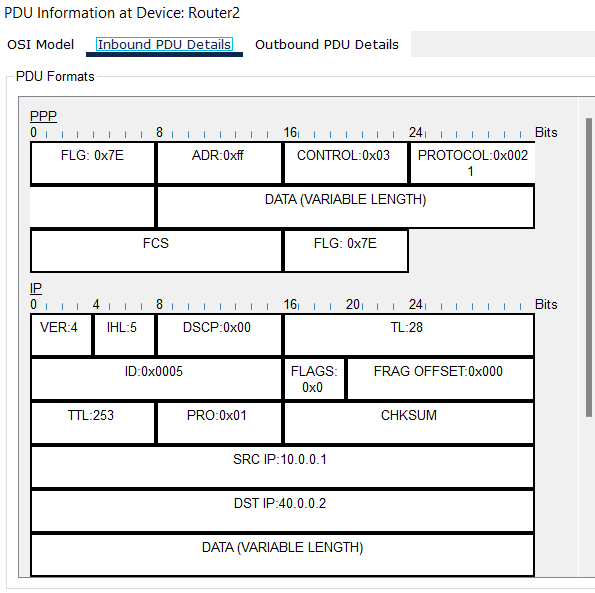 PDU Information at Device: Router2
OSI Model Inbound PDU Details Outbound PDU Details
PDU Formats
PPP
0 8 16 24 Bits
FLG: 0x7E ADR:0xff CONTROL:0x03 PROTOCOL:0x002
1
DATA (VARIABLE LENGTH)
FCS FLG: 0x7E
IP
0 4 8 16 20 24 Bits
VER:4 IHL:5 DSCP:0x00 TL:28
ID:0x0005 FLAGS: FRAG OFFSET:0x000
0x0
TTL:253 PRO:0x01 CHKSUM
SRC IP:10.0.0.1
DST IP:40.0.0.2
DATA (VARIABLE LENGTH)